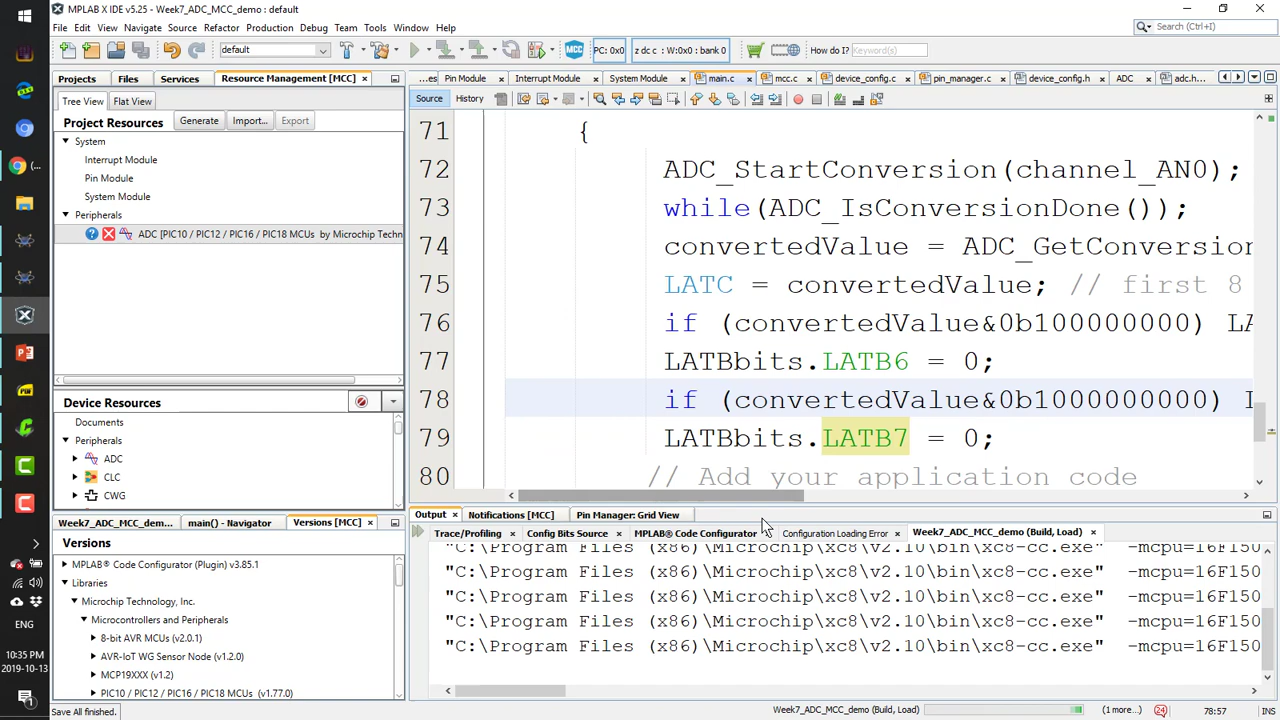 MPLAB X IDE v5.25 - Week7_ADC_MCC_demo : default
File Edit View Navigate Source Refactor Production Debug Team Tools Window Help
Search (Ctrl+I)
default
MCC
PC: 0x0
z dc c : W:0x0 : bank 0
How do I?
Keyword(s)
Projects Files Services Resource Management [MCC]
...es Pin Module Interrupt Module System Module main.c mcc.c device_config.c pin_manager.c device_config.h ADC adc.h...
Tree View Flat View
Source History
Project Resources
Generate Import... Export
System
Interrupt Module
Pin Module
System Module
Peripherals
ADC [PIC10 / PIC12 / PIC16 / PIC18 MCUs by Microchip Techn
71 {
72 ADC_StartConversion(channel_AN0);
73 while(ADC_IsConversionDone());
74 convertedValue = ADC_GetConversion
75 LATC = convertedValue; // first 8
76 if (convertedValue&0b100000000) LA
77 LATBbits.LATB6 = 0;
78 if (convertedValue&0b1000000000) L
79 LATBbits.LATB7 = 0;
80 // Add your application code
Device Resources
Documents
Peripherals
ADC
CLC
CWG
Output Notifications [MCC] Pin Manager: Grid View
Trace/Profiling Config Bits Source MPLAB® Code Configurator Configuration Loading Error Week7_ADC_MCC_demo (Build, Load)
"C:\Program Files (x86)\Microchip\xc8\v2.10\bin\xc8-cc.exe" -mcpu=16F150
"C:\Program Files (x86)\Microchip\xc8\v2.10\bin\xc8-cc.exe" -mcpu=16F150
"C:\Program Files (x86)\Microchip\xc8\v2.10\bin\xc8-cc.exe" -mcpu=16F150
"C:\Program Files (x86)\Microchip\xc8\v2.10\bin\xc8-cc.exe" -mcpu=16F150
"C:\Program Files (x86)\Microchip\xc8\v2.10\bin\xc8-cc.exe" -mcpu=16F150
Week7_ADC_MCC_dem... main() - Navigator Versions [MCC]
Versions
MPLAB® Code Configurator (Plugin) v3.85.1
Libraries
Microchip Technology, Inc.
Microcontrollers and Peripherals
8-bit AVR MCUs (v2.0.1)
AVR-IoT WG Sensor Node (v1.2.0)
MCP19XXX (v1.2)
PIC10 / PIC12 / PIC16 / PIC18 MCUs (v1.77.0)
Save All finished.
Week7_ADC_MCC_demo (Build, Load)
(1 more...)
24
78:57
INS
ENG
10:35 PM
2019-10-13